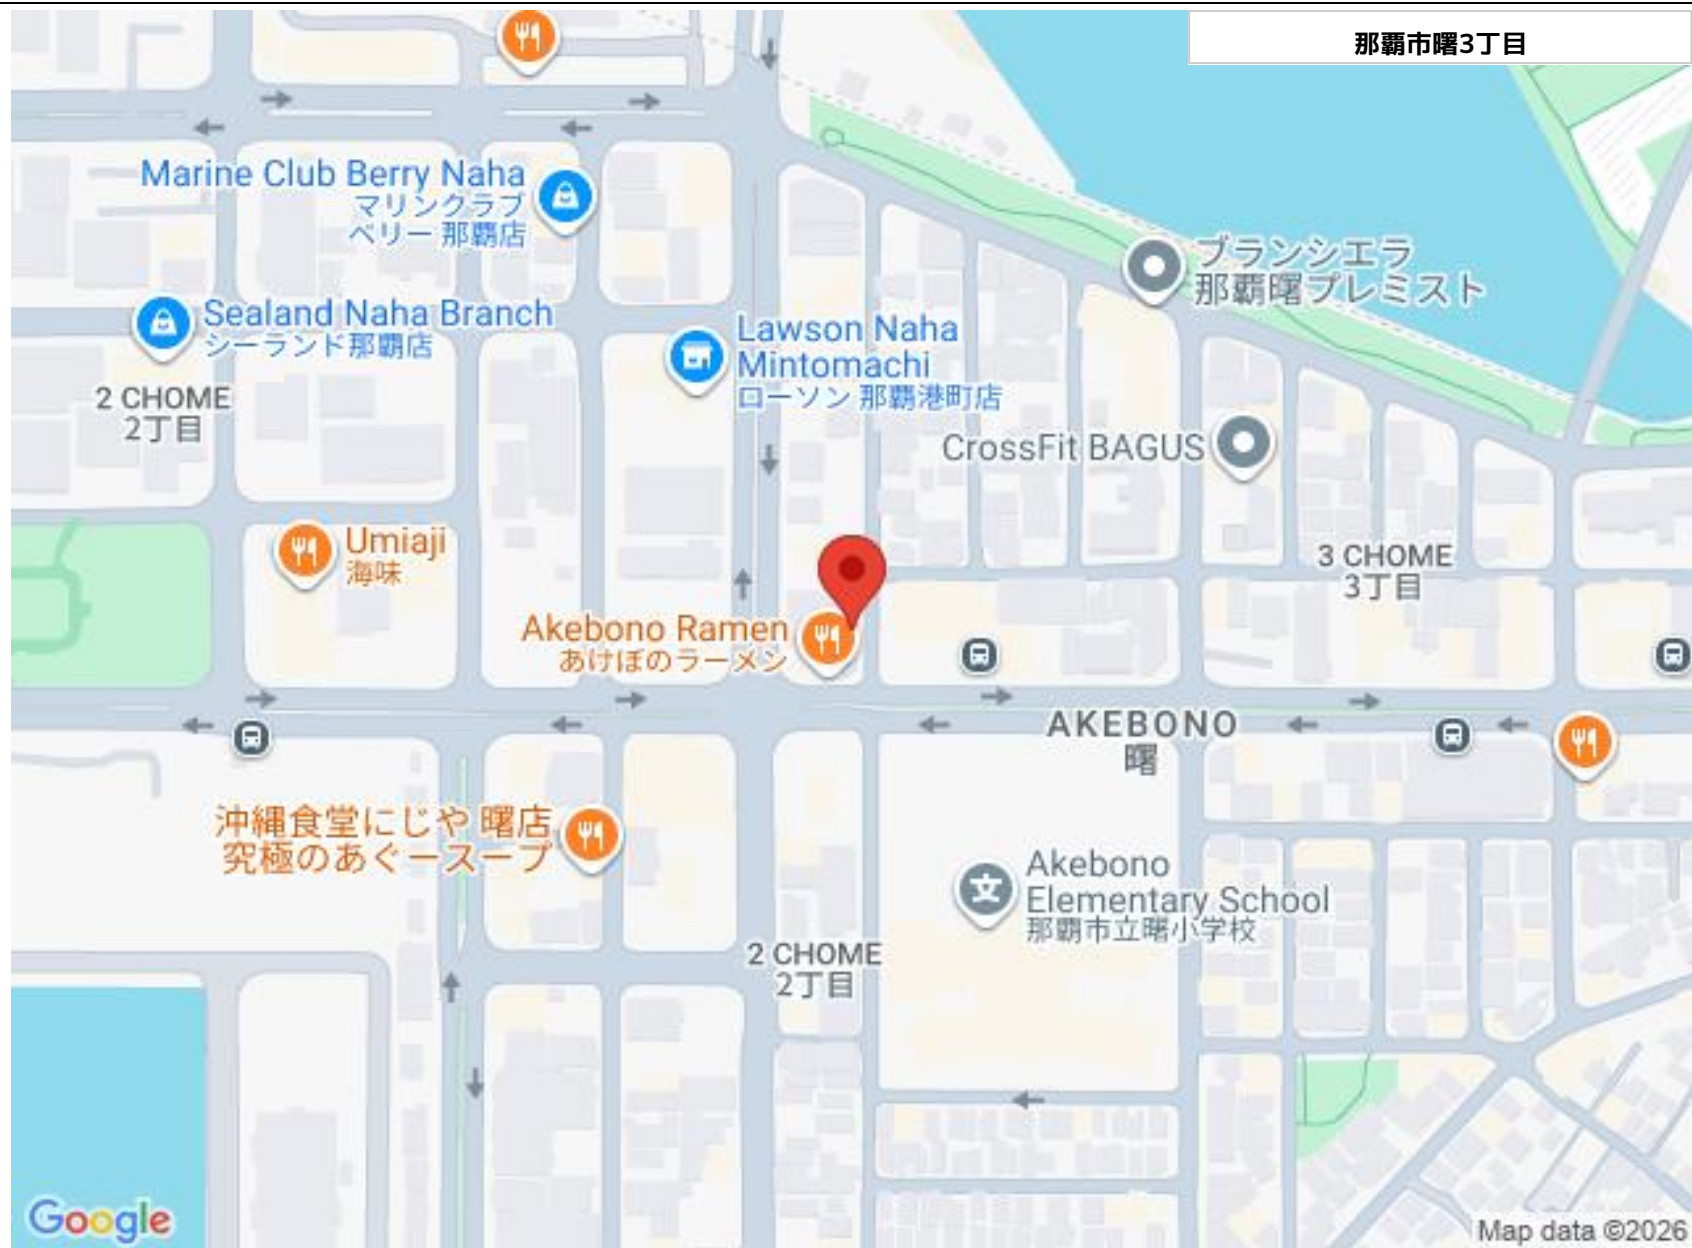 那覇市曙3丁目
Marine Club Berry Naha
マリンクラブ
ベリー 那覇店
ブランシエラ
那覇曙プレミスト
Sealand Naha Branch
シーランド那覇店
Lawson Naha
Mintomachi
ローソン 那覇港町店
2 CHOME
2丁目
CrossFit BAGUS
Umiaji
海味
3 CHOME
3丁目
Akebono Ramen
あけぼのラーメン
AKEBONO
曙
沖縄食堂にじや 曙店
究極のあぐースープ
文
Akebono
Elementary School
那覇市立曙小学校
2 CHOME
2丁目
Google
Map data ©2026